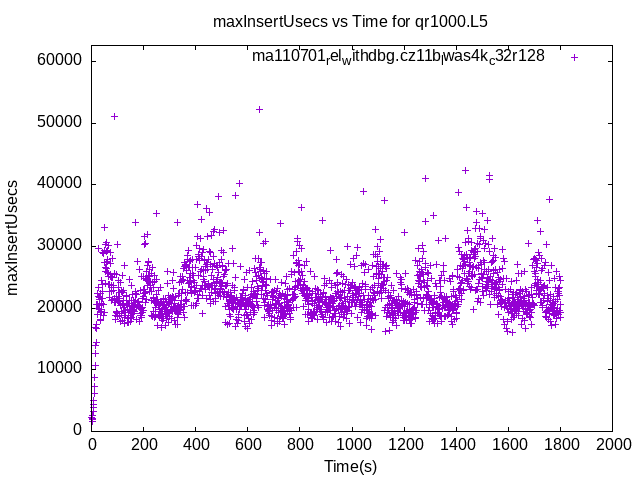 maxInsertUsecs vs Time for qr1000.L5
ma110701_rel_withdbg.cz11b_lwas4k_c32r128
60000
50000
40000
30000
20000
10000
0
maxInsertUsecs
0 200 400 600 800 1000 1200 1400 1600 1800 2000
Time(s)